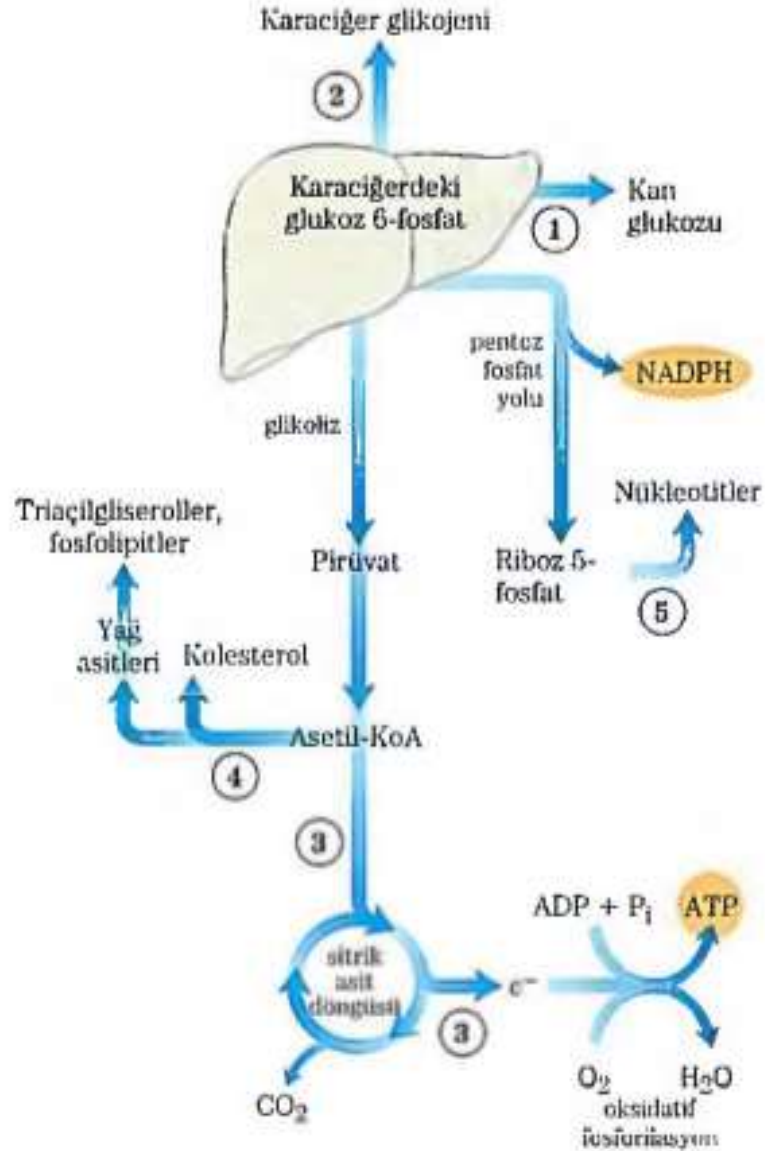 Karaciğer glikojeni
2
Karaciğerdeki
glukoz 6-fosfat
1
Kan
glukozu
pentoz
fosfat
yolu
NADPH
glikoliz
Nükleotitler
Triaçilgliseroller,
fosfolipitler
Pirüvat
Riboz 5-
fosfat
5
Yağ
asitleri
Kolesterol
Asetil-KoA
4
3
ADP + Pi
ATP
sitrik
asit
döngüsü
e−
3
CO2
O2
H2O
oksidatif
fosforilasyon